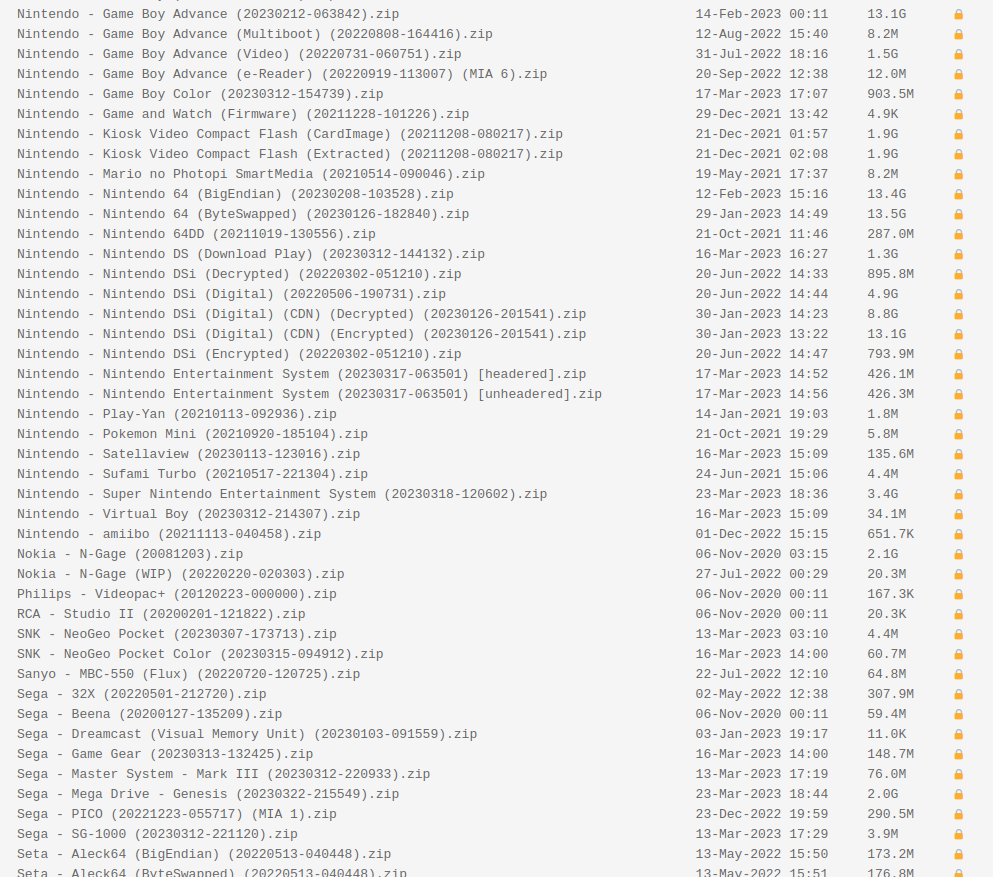 Nintendo - Game Boy Advance (20230212-063842).zip 14-Feb-2023 00:11 13.1G
Nintendo - Game Boy Advance (Multiboot) (20220808-164416).zip 12-Aug-2022 15:40 8.2M
Nintendo - Game Boy Advance (Video) (20220731-060751).zip 31-Jul-2022 18:16 1.5G
Nintendo - Game Boy Advance (e-Reader) (20220919-113007) (MIA 6).zip 20-Sep-2022 12:38 12.0M
Nintendo - Game Boy Color (20230312-154739).zip 17-Mar-2023 17:07 903.5M
Nintendo - Game and Watch (Firmware) (20211228-101226).zip 29-Dec-2021 13:42 4.9K
Nintendo - Kiosk Video Compact Flash (CardImage) (20211208-080217).zip 21-Dec-2021 01:57 1.9G
Nintendo - Kiosk Video Compact Flash (Extracted) (20211208-080217).zip 21-Dec-2021 02:08 1.9G
Nintendo - Mario no Photopi SmartMedia (20210514-090046).zip 19-May-2021 17:37 8.2M
Nintendo - Nintendo 64 (BigEndian) (20230208-103528).zip 12-Feb-2023 15:16 13.4G
Nintendo - Nintendo 64 (ByteSwapped) (20230126-182840).zip 29-Jan-2023 14:49 13.5G
Nintendo - Nintendo 64DD (20211019-130556).zip 21-Oct-2021 11:46 287.0M
Nintendo - Nintendo DS (Download Play) (20230312-144132).zip 16-Mar-2023 16:27 1.3G
Nintendo - Nintendo DSi (Decrypted) (20220302-051210).zip 20-Jun-2022 14:33 895.8M
Nintendo - Nintendo DSi (Digital) (20220506-190731).zip 20-Jun-2022 14:44 4.9G
Nintendo - Nintendo DSi (Digital) (CDN) (Decrypted) (20230126-201541).zip 30-Jan-2023 14:23 8.8G
Nintendo - Nintendo DSi (Digital) (CDN) (Encrypted) (20230126-201541).zip 30-Jan-2023 13:22 13.1G
Nintendo - Nintendo DSi (Encrypted) (20220302-051210).zip 20-Jun-2022 14:47 793.9M
Nintendo - Nintendo Entertainment System (20230317-063501) [headered].zip 17-Mar-2023 14:52 426.1M
Nintendo - Nintendo Entertainment System (20230317-063501) [unheadered].zip 17-Mar-2023 14:56 426.3M
Nintendo - Play-Yan (20210113-092936).zip 14-Jan-2021 19:03 1.8M
Nintendo - Pokemon Mini (20210920-185104).zip 21-Oct-2021 19:29 5.8M
Nintendo - Satellaview (20230113-123016).zip 16-Mar-2023 15:09 135.6M
Nintendo - Sufami Turbo (20210517-221304).zip 24-Jun-2021 15:06 4.4M
Nintendo - Super Nintendo Entertainment System (20230318-120602).zip 23-Mar-2023 18:36 3.4G
Nintendo - Virtual Boy (20230312-214307).zip 16-Mar-2023 15:09 34.1M
Nintendo - amiibo (20211113-040458).zip 01-Dec-2022 15:15 651.7K
Nokia - N-Gage (20081203).zip 06-Nov-2020 03:15 2.1G
Nokia - N-Gage (WIP) (20220220-020303).zip 27-Jul-2022 00:29 20.3M
Philips - Videopac+ (20120223-000000).zip 06-Nov-2020 00:11 167.3K
RCA - Studio II (20200201-121822).zip 06-Nov-2020 00:11 20.3K
SNK - NeoGeo Pocket (20230307-173713).zip 13-Mar-2023 03:10 4.4M
SNK - NeoGeo Pocket Color (20230315-094912).zip 16-Mar-2023 14:00 60.7M
Sanyo - MBC-550 (Flux) (20220720-120725).zip 22-Jul-2022 12:10 64.8M
Sega - 32X (20220501-212720).zip 02-May-2022 12:38 307.9M
Sega - Beena (20200127-135209).zip 06-Nov-2020 00:11 59.4M
Sega - Dreamcast (Visual Memory Unit) (20230103-091559).zip 03-Jan-2023 19:17 11.0K
Sega - Game Gear (20230313-132425).zip 16-Mar-2023 14:00 148.7M
Sega - Master System - Mark III (20230312-220933).zip 13-Mar-2023 17:19 76.0M
Sega - Mega Drive - Genesis (20230322-215549).zip 23-Mar-2023 18:44 2.0G
Sega - PICO (20221223-055717) (MIA 1).zip 23-Dec-2022 19:59 290.5M
Sega - SG-1000 (20230312-221120).zip 13-Mar-2023 17:29 3.9M
Seta - Aleck64 (BigEndian) (20220513-040448).zip 13-May-2022 15:50 173.2M
Seta - Aleck64 (ByteSwapped) (20220513-040448).zip 13-May-2022 15:51 176.8M